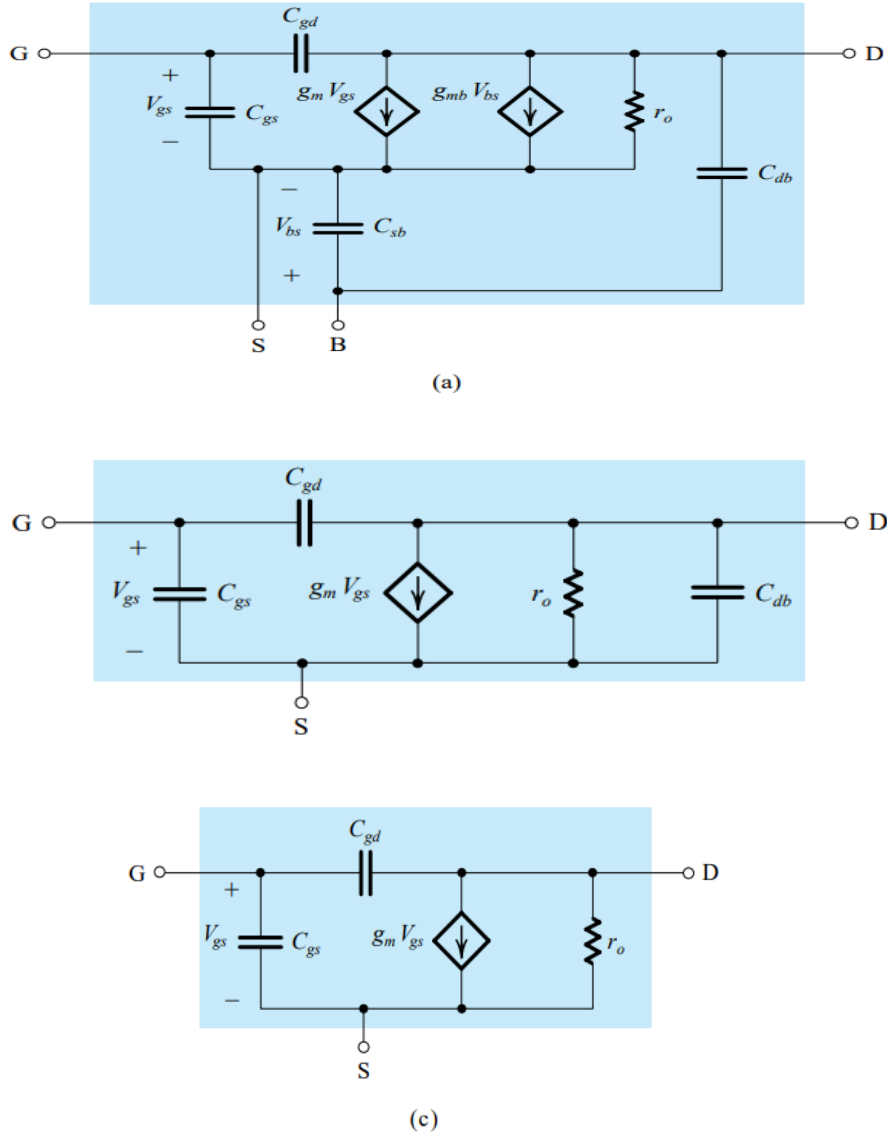 C_gd
G
D
+
g_m V_gs
g_mb V_bs
V_gs
C_gs
r_o
−
C_db
−
V_bs
C_sb
+
S
B
(a)
C_gd
G
D
+
V_gs
C_gs
g_m V_gs
r_o
C_db
−
S
C_gd
G
D
+
V_gs
C_gs
g_m V_gs
r_o
−
S
(c)